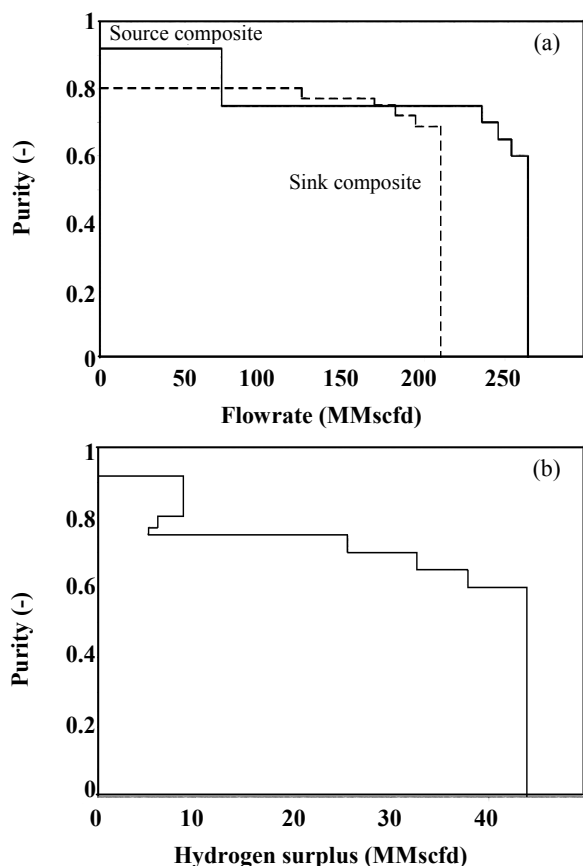 (a)
Source composite
Sink composite
Purity (-)
1
0.8
0.6
0.4
0.2
0
0 50 100 150 200 250
Flowrate (MMscfd)
(b)
Purity (-)
1
0.8
0.6
0.4
0.2
0
0 10 20 30 40
Hydrogen surplus (MMscfd)